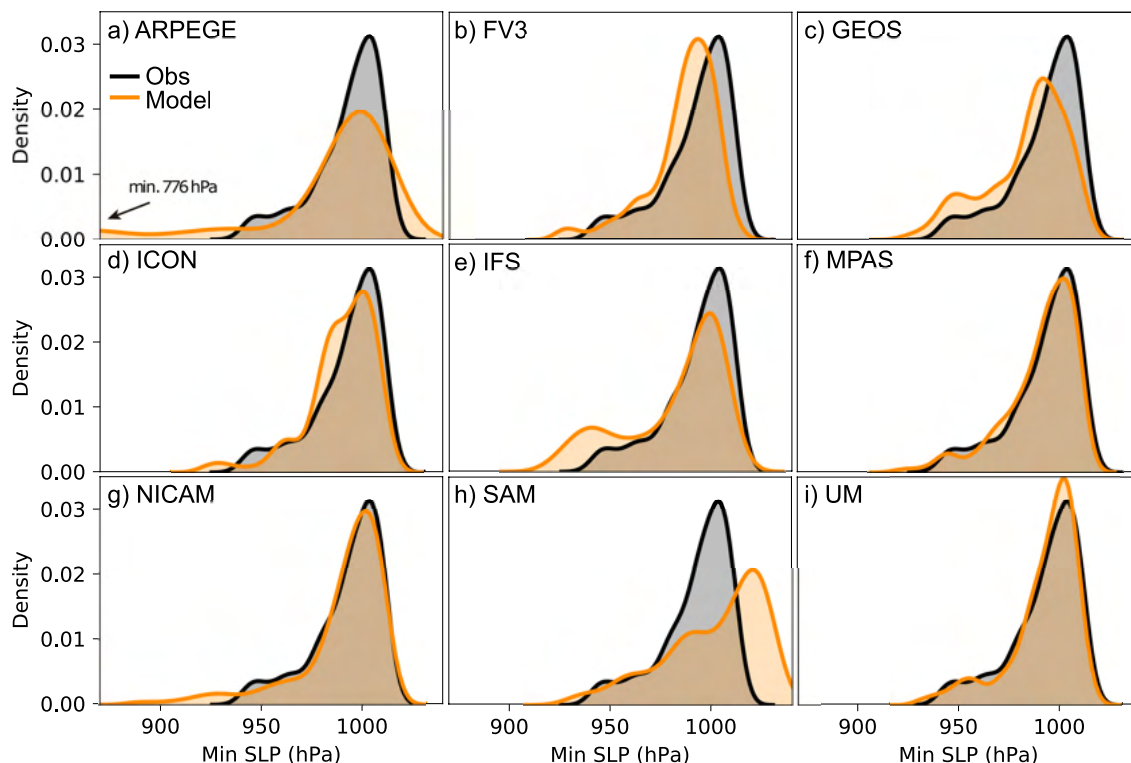 a) ARPEGE
b) FV3
c) GEOS
0.03
0.02
0.01
0.00
Density
Obs
Model
min. 776 hPa
d) ICON
e) IFS
f) MPAS
0.03
0.02
0.01
0.00
Density
g) NICAM
h) SAM
i) UM
0.03
0.02
0.01
0.00
Density
900 950 1000
900 950 1000
900 950 1000
Min SLP (hPa)
Min SLP (hPa)
Min SLP (hPa)